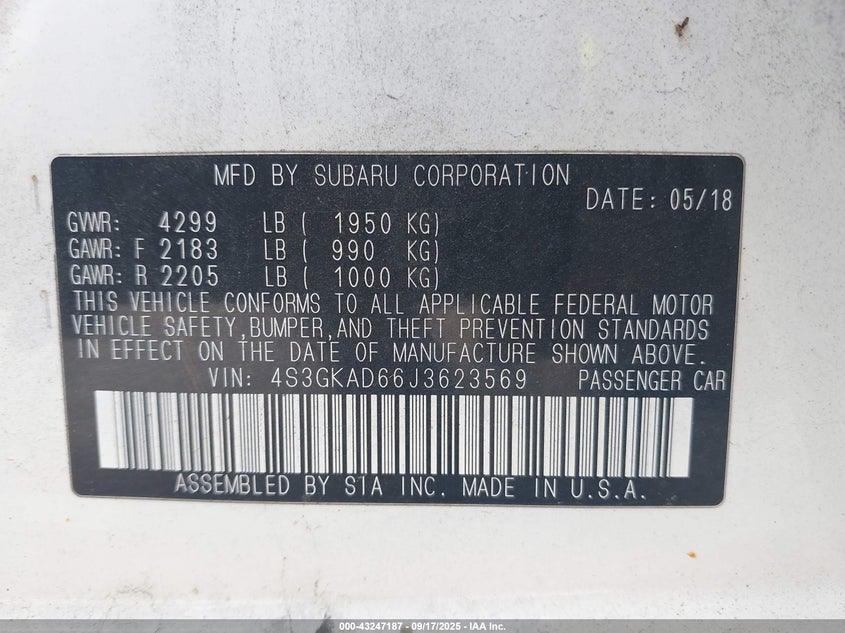 MFD BY SUBARU CORPORATION
DATE: 05/18
GVWR: 4299 LB ( 1950 KG)
GAWR: F 2183 LB ( 990 KG)
GAWR: R 2205 LB ( 1000 KG)
THIS VEHICLE CONFORMS TO ALL APPLICABLE FEDERAL MOTOR
VEHICLE SAFETY,BUMPER,AND THEFT PREVENTION STANDARDS
IN EFFECT ON THE DATE OF MANUFACTURE SHOWN ABOVE.
VIN: 4S3GKAD66J3623569 PASSENGER CAR
ASSEMBLED BY SIA INC. MADE IN U.S.A.
000-43247187 - 09/17/2025 - IAA Inc.